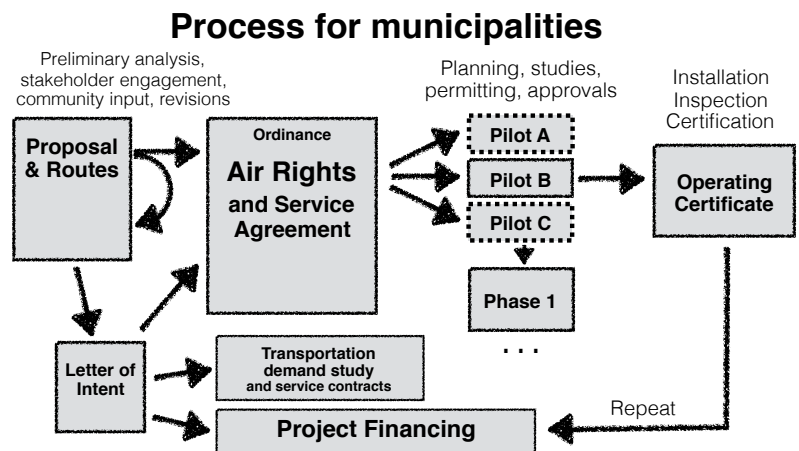 Process for municipalities
Preliminary analysis,
stakeholder engagement,
community input, revisions
Planning, studies,
permitting, approvals
Installation
Inspection
Certification
Proposal
& Routes
Ordinance
Air Rights
and Service
Agreement
Pilot A
Pilot B
Pilot C
Phase 1
. . .
Operating
Certificate
Letter of
Intent
Transportation
demand study
and service contracts
Project Financing
Repeat